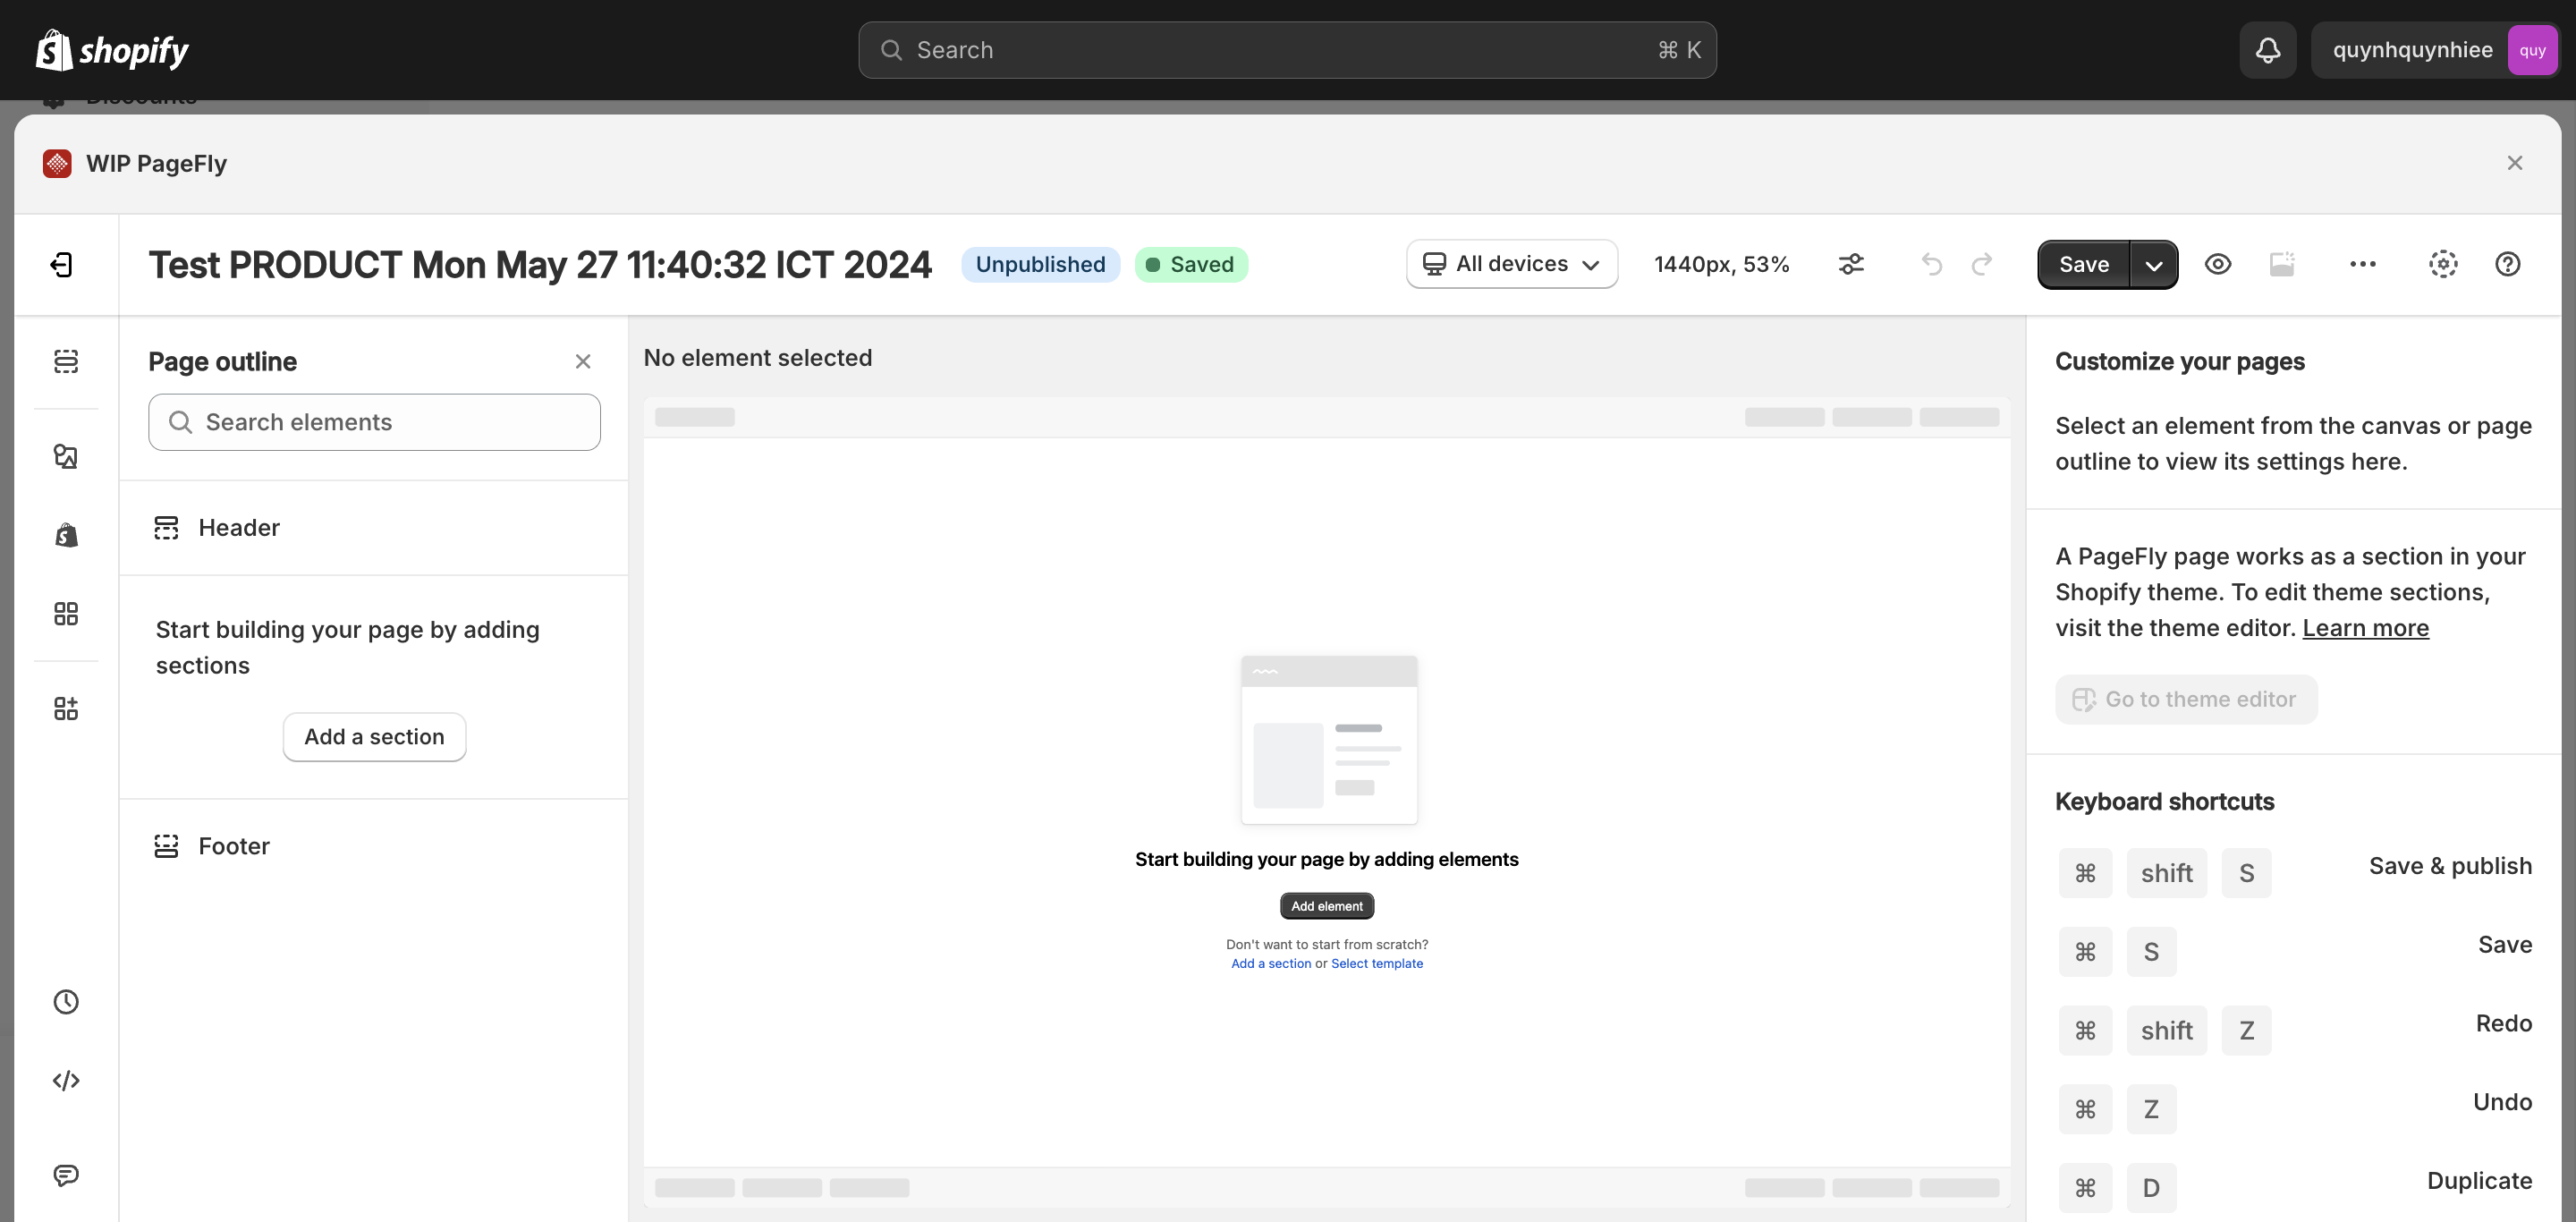 shopify
Search
⌘ K
quynhquynhiee
quy
Discounts
WIP PageFly
Test PRODUCT Mon May 27 11:40:32 ICT 2024
Unpublished
Saved
All devices
1440px, 53%
Save
Page outline
Search elements
Header
Start building your page by adding
sections
Add a section
Footer
No element selected
Start building your page by adding elements
Add element
Don't want to start from scratch?
Add a section or Select template
Customize your pages
Select an element from the canvas or page
outline to view its settings here.
A PageFly page works as a section in your
Shopify theme. To edit theme sections,
visit the theme editor. Learn more
Go to theme editor
Keyboard shortcuts
⌘ shift S Save & publish
⌘ S Save
⌘ shift Z Redo
⌘ Z Undo
⌘ D Duplicate